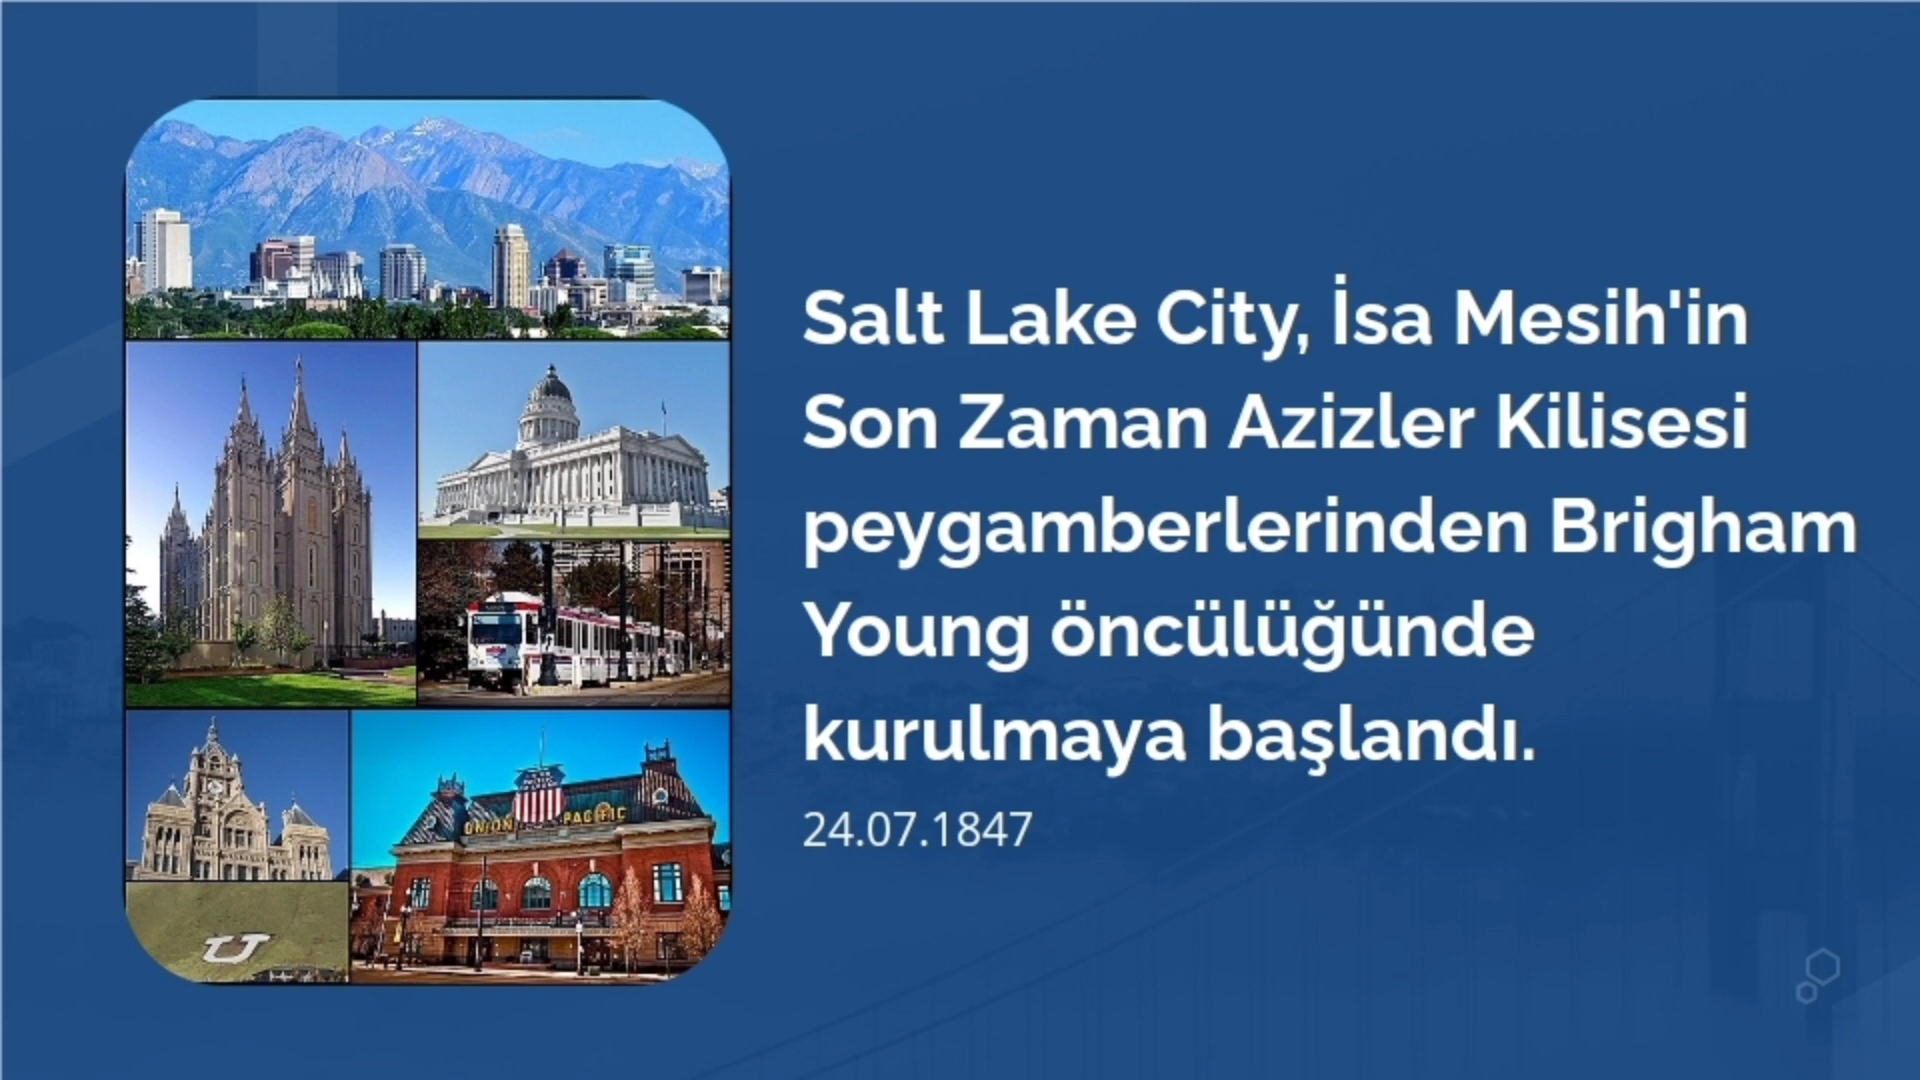 Salt Lake City, İsa Mesih'in
Son Zaman Azizler Kilisesi
peygamberlerinden Brigham
Young öncülüğünde
kurulmaya başlandı.
24.07.1847
UNION PACIFIC
U